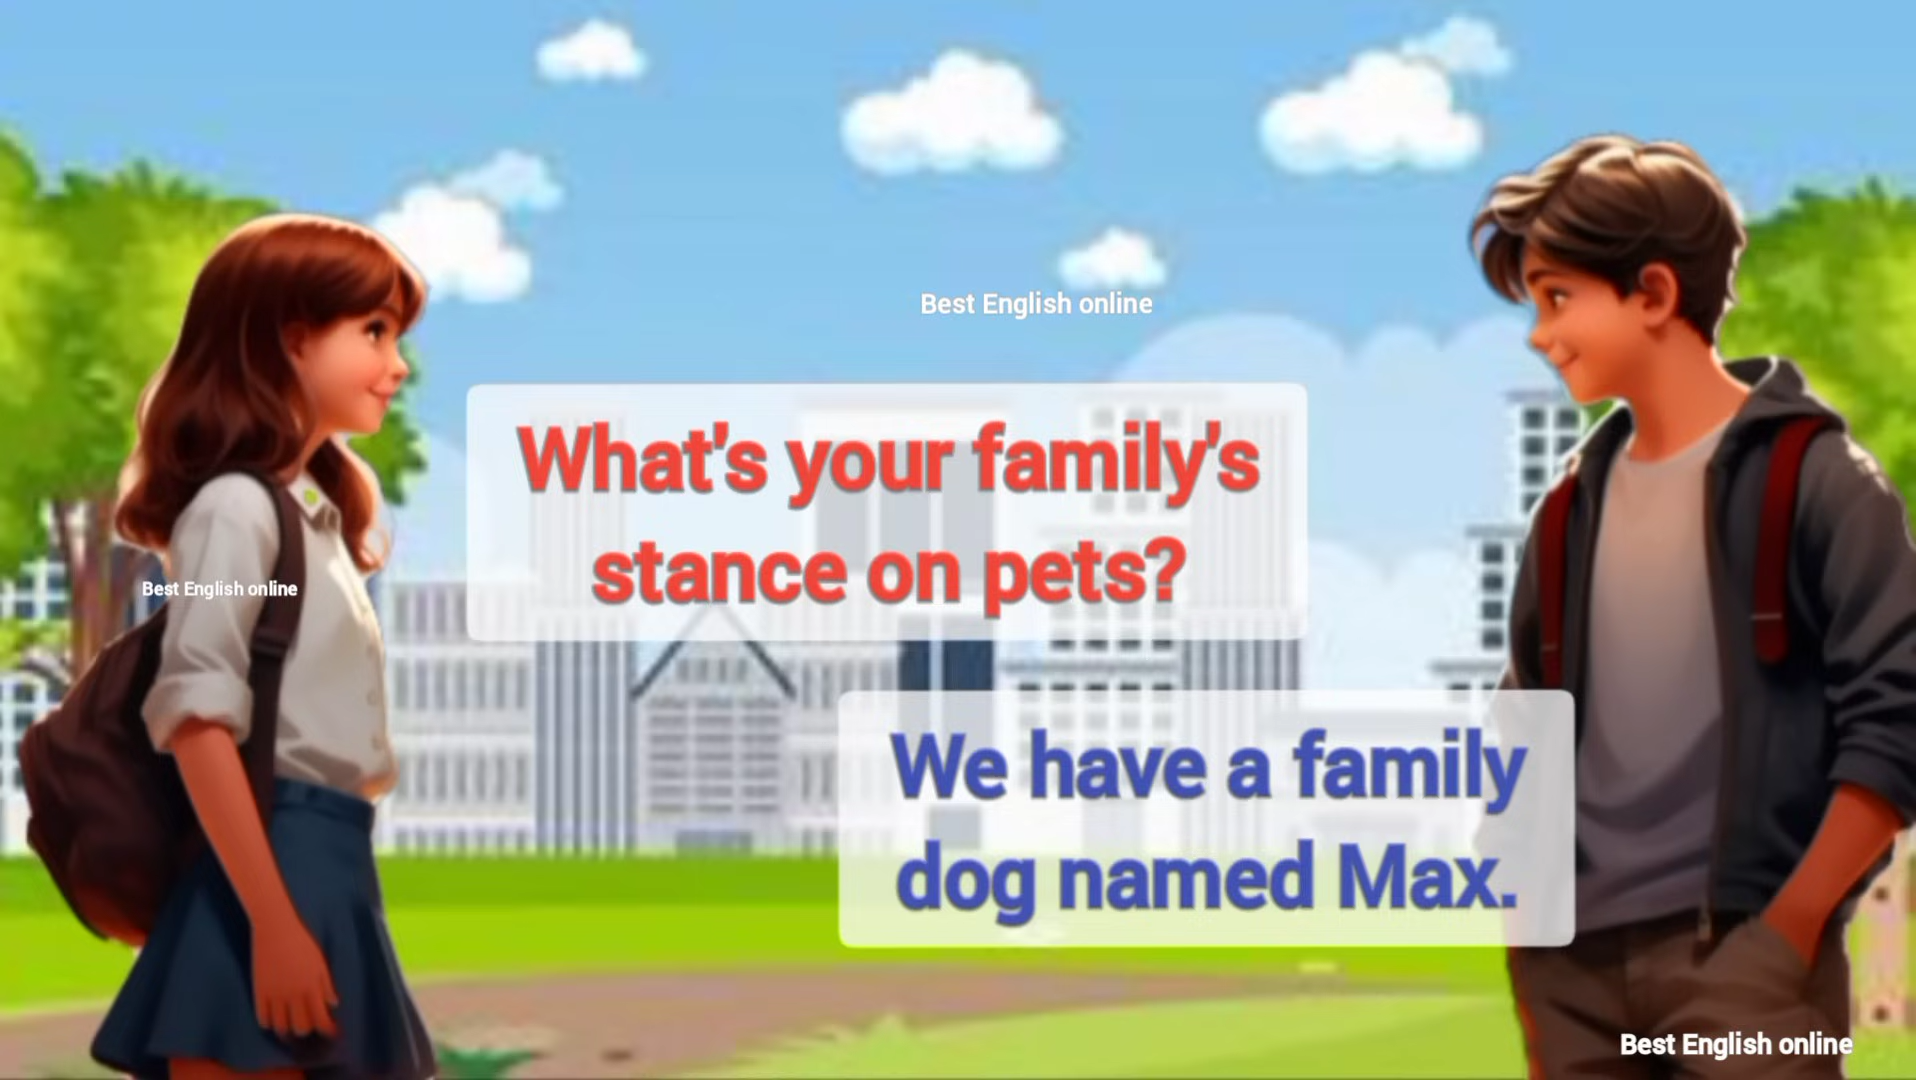 Best English online
What's your family's
stance on pets?
Best English online
We have a family
dog named Max.
Best English online